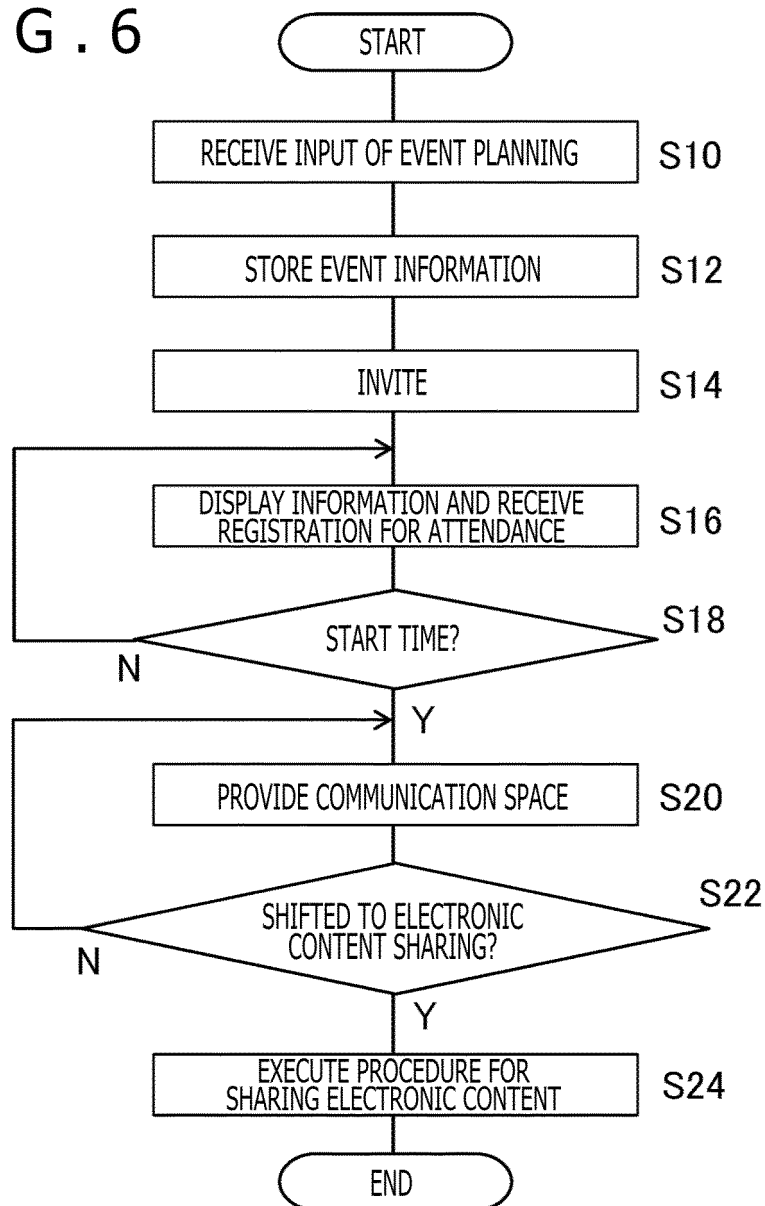 G . 6
START
RECEIVE INPUT OF EVENT PLANNING
S10
STORE EVENT INFORMATION
S12
INVITE
S14
DISPLAY INFORMATION AND RECEIVE
REGISTRATION FOR ATTENDANCE
S16
START TIME?
S18
N
Y
PROVIDE COMMUNICATION SPACE
S20
SHIFTED TO ELECTRONIC
CONTENT SHARING?
S22
N
Y
EXECUTE PROCEDURE FOR
SHARING ELECTRONIC CONTENT
S24
END